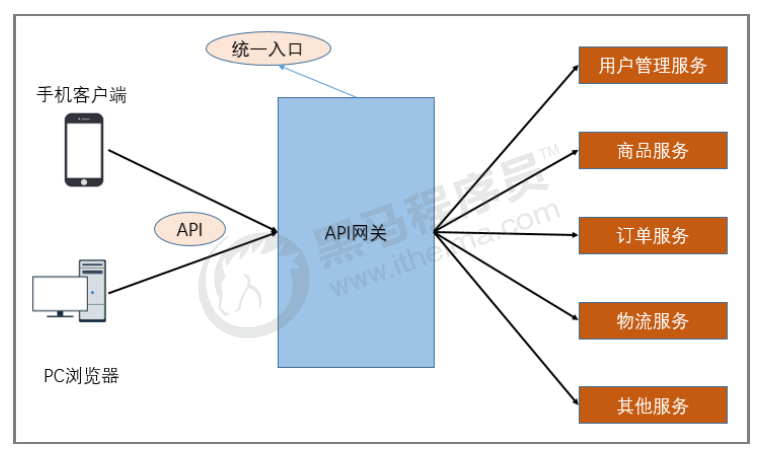 统一入口
手机客户端
API
PC浏览器
API网关
用户管理服务
商品服务
订单服务
物流服务
其他服务
黑马程序员™
www.itheima.com